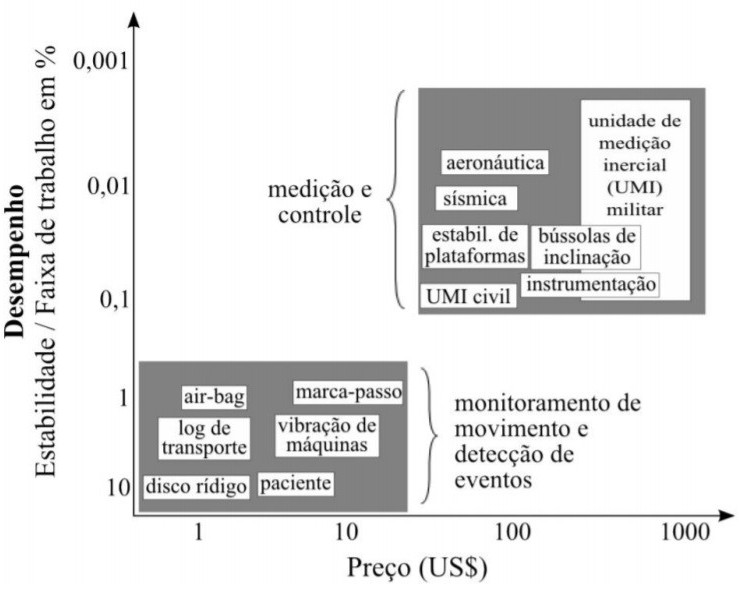 Desempenho
Estabilidade / Faixa de trabalho em %
0,001
0,01
0,1
1
10
medição e
controle
aeronáutica
sísmica
estabil. de
plataformas
UMI civil
unidade de
medição
inercial
(UMI)
militar
bússolas de
inclinação
instrumentação
air-bag
marca-passo
log de
transporte
vibração de
máquinas
disco rídigo
paciente
monitoramento de
movimento e
detecção de
eventos
1
10
100
1000
Preço (US$)